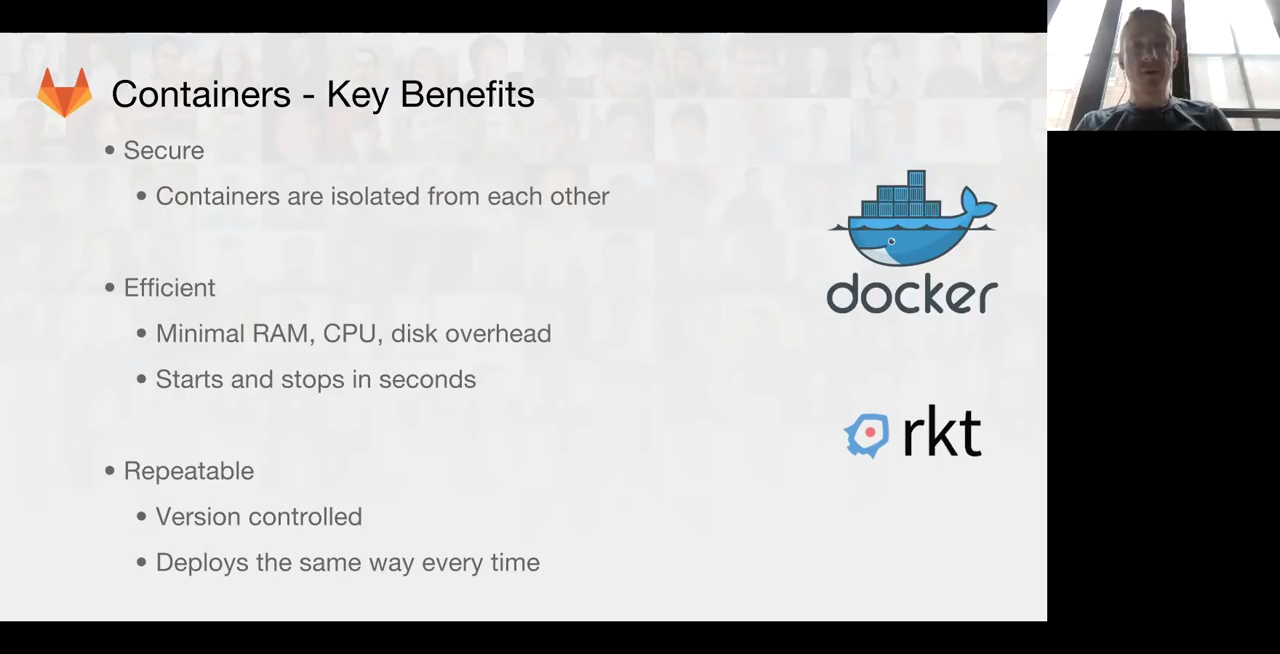 Containers - Key Benefits
• Secure
• Containers are isolated from each other
• Efficient
• Minimal RAM, CPU, disk overhead
• Starts and stops in seconds
• Repeatable
• Version controlled
• Deploys the same way every time
docker
rkt